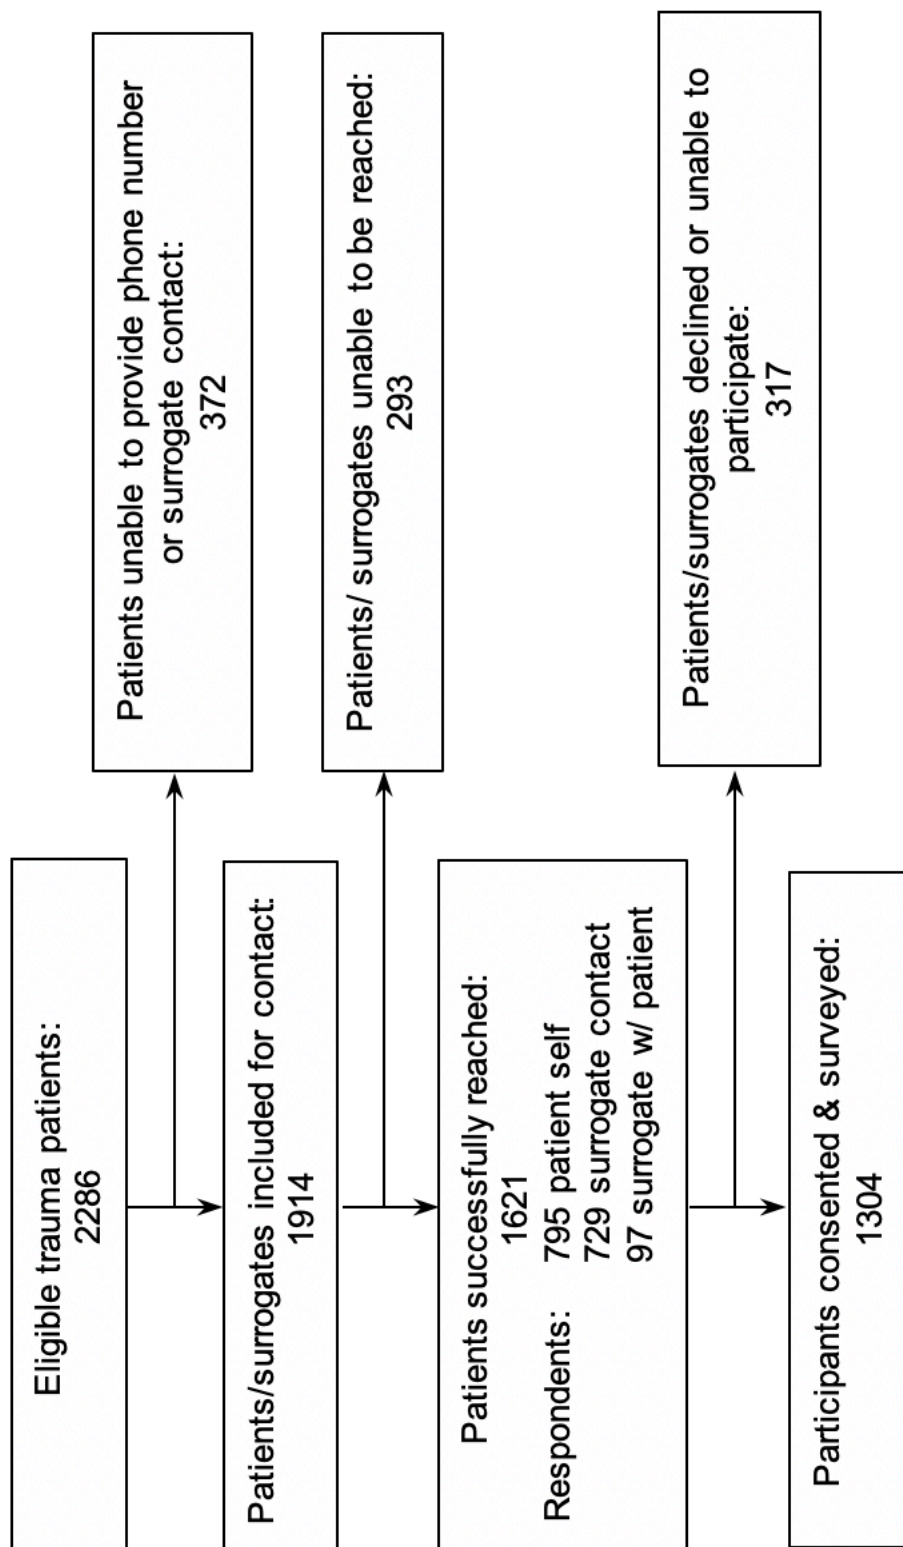 Eligible trauma patients:
2286
Patients unable to provide phone number
or surrogate contact:
372
Patients/surrogates included for contact:
1914
Patients/ surrogates unable to be reached:
293
Patients successfully reached:
1621
Respondents: 795 patient self
729 surrogate contact
97 surrogate w/ patient
Patients/surrogates declined or unable to
participate:
317
Participants consented & surveyed:
1304